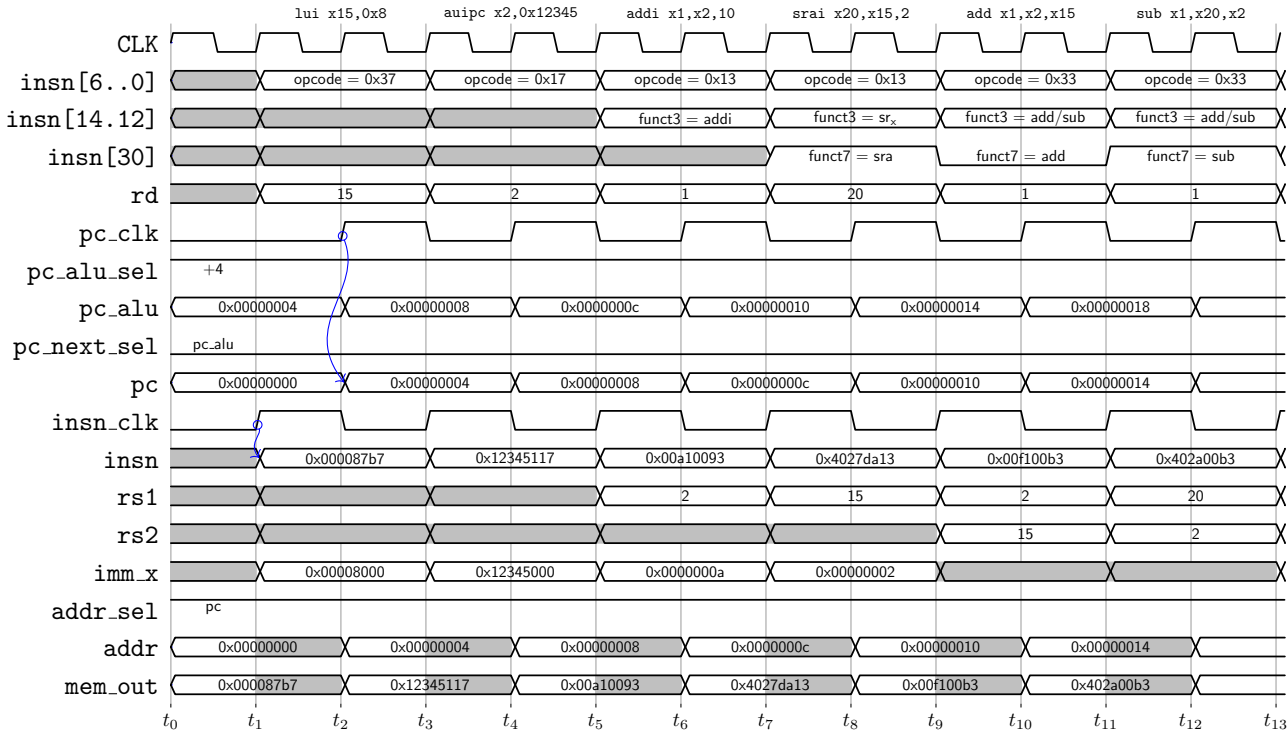 lui x15,0x8 auipc x2,0x12345 addi x1,x2,10 srai x20,x15,2 add x1,x2,x15 sub x1,x20,x2
CLK
insn[6..0] opcode = 0x37 opcode = 0x17 opcode = 0x13 opcode = 0x13 opcode = 0x33 opcode = 0x33
insn[14.12] funct3 = addi funct3 = srₓ funct3 = add/sub funct3 = add/sub
insn[30] funct7 = sra funct7 = add funct7 = sub
rd 15 2 1 20 1 1
pc_clk
pc_alu_sel +4
pc_alu 0x00000004 0x00000008 0x0000000c 0x00000010 0x00000014 0x00000018
pc_next_sel pc_alu
pc 0x00000000 0x00000004 0x00000008 0x0000000c 0x00000010 0x00000014
insn_clk
insn 0x000087b7 0x12345117 0x00a10093 0x4027da13 0x00f100b3 0x402a00b3
rs1 2 15 2 20
rs2 15 2
imm_x 0x00008000 0x12345000 0x0000000a 0x00000002
addr_sel pc
addr 0x00000000 0x00000004 0x00000008 0x0000000c 0x00000010 0x00000014
mem_out 0x000087b7 0x12345117 0x00a10093 0x4027da13 0x00f100b3 0x402a00b3
t₀ t₁ t₂ t₃ t₄ t₅ t₆ t₇ t₈ t₉ t₁₀ t₁₁ t₁₂ t₁₃